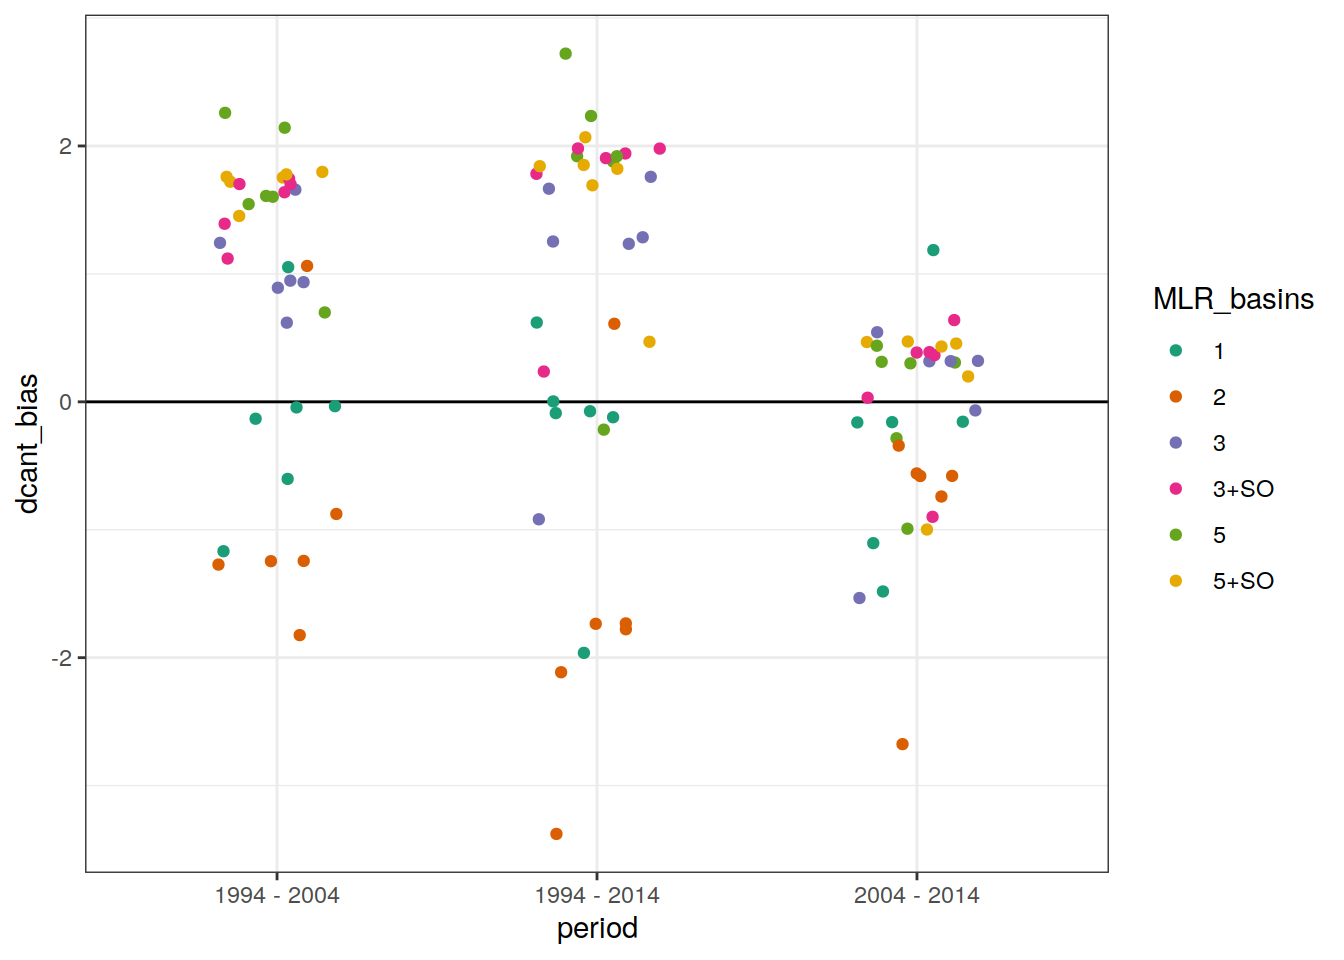 2
0
-2
dcant_bias
1994 - 2004
1994 - 2014
2004 - 2014
period
MLR_basins
1
2
3
3+SO
5
5+SO